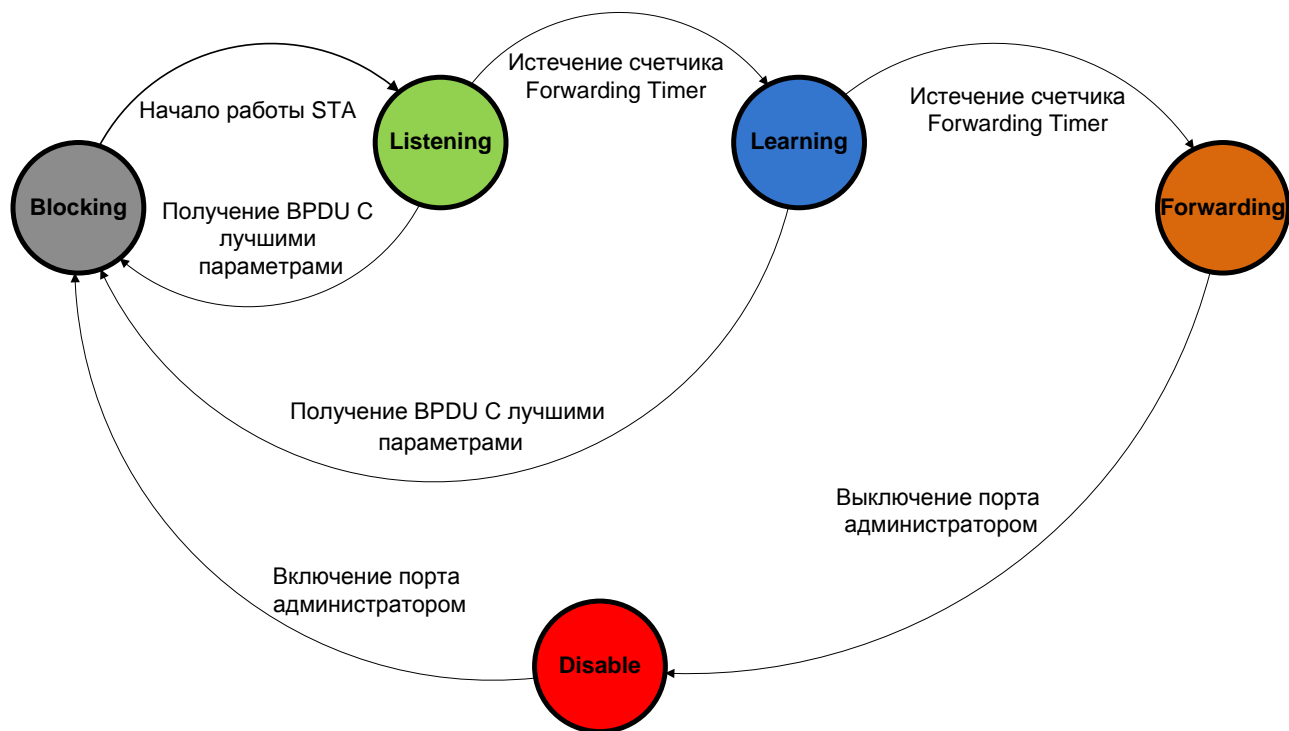 Истечение счетчика
Forwarding Timer
Истечение счетчика
Forwarding Timer
Начало работы STA
Listening
Learning
Blocking
Forwarding
Получение BPDU С
лучшими
параметрами
Получение BPDU С лучшими
параметрами
Выключение порта
администратором
Включение порта
администратором
Disable